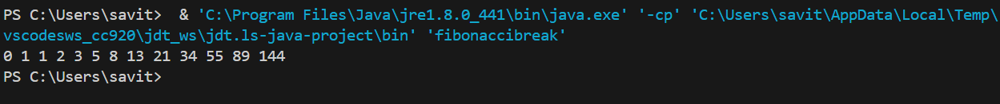 PS C:\Users\savit>  & 'C:\Program Files\Java\jre1.8.0_441\bin\java.exe' '-cp' 'C:\Users\savit\AppData\Local\Temp\
vscodesws_cc920\jdt_ws\jdt.ls-java-project\bin' 'fibonaccibreak'
0 1 1 2 3 5 8 13 21 34 55 89 144
PS C:\Users\savit>